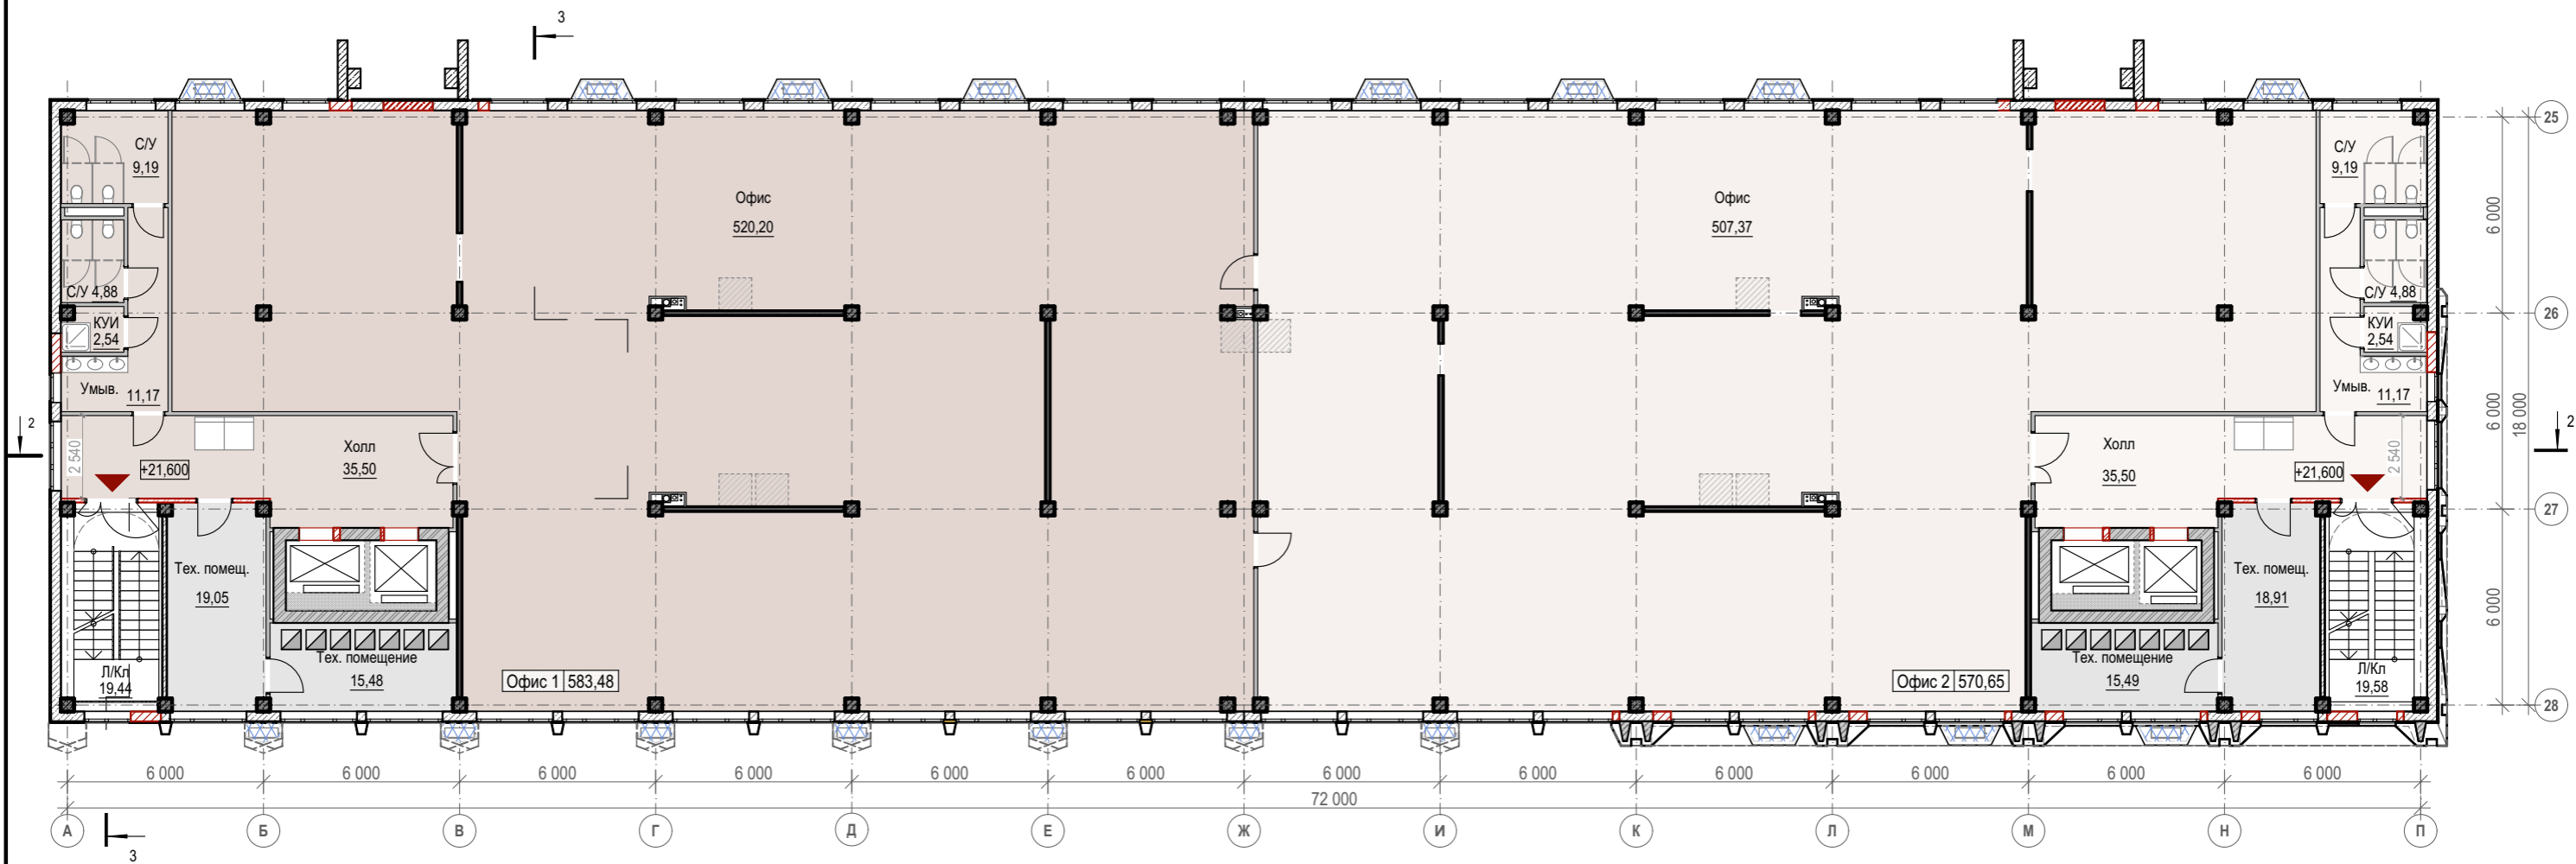 3
25
С/У
9,19
С/У
9,19
Офис
520,20
Офис
507,37
6 000
С/У 4,88
С/У 4,88
26
КУИ
2,54
КУИ
2,54
Умыв. 11,17
Умыв. 11,17
6 000
18 000
2
2
Холл
35,50
2 540
+21,600
Холл
35,50
+21,600
2 540
27
Тех. помещ.
19,05
Тех. помещ.
18,91
6 000
Тех. помещение
15,48
Тех. помещение
15,49
Л/Кл
19,44
Офис 1 583,48
Офис 2 570,65
Л/Кл
19,58
28
6 000 6 000 6 000 6 000 6 000 6 000 6 000 6 000 6 000 6 000 6 000 6 000
72 000
А Б В Г Д Е Ж И К Л М Н П
3